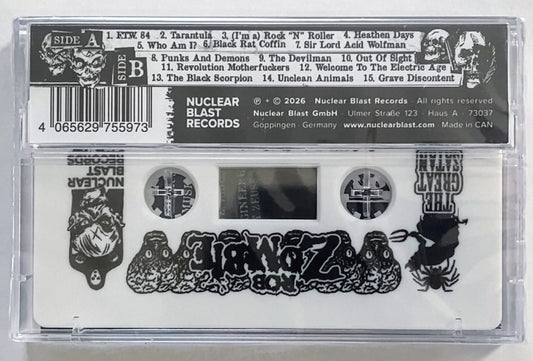 SIDE A
1. F.T.W. 84 2. Tarantula 3. (I'm a) Rock "N" Roller 4. Heathen Days
5. Who Am I? 6. Black Rat Coffin 7. Sir Lord Acid Wolfman
SIDE B
8. Punks And Demons 9. The Devilman 10. Out Of Sight
11. Revolution Motherfuckers 12. Welcome To The Electric Age
13. The Black Scorpion 14. Unclean Animals 15. Grave Discontent
4 065629 755973
NUCLEAR
BLAST
RECORDS
℗ + © 2026 Nuclear Blast Records · All rights reserved
Nuclear Blast GmbH · Ulmer Straße 123 · Haus A · 73037
Göppingen · Germany www.nuclearblast.com · Made in CAN
NUCLEAR
BLAST
RECORDS
THE
GREAT
SATAN
ROB
ZOMBIE